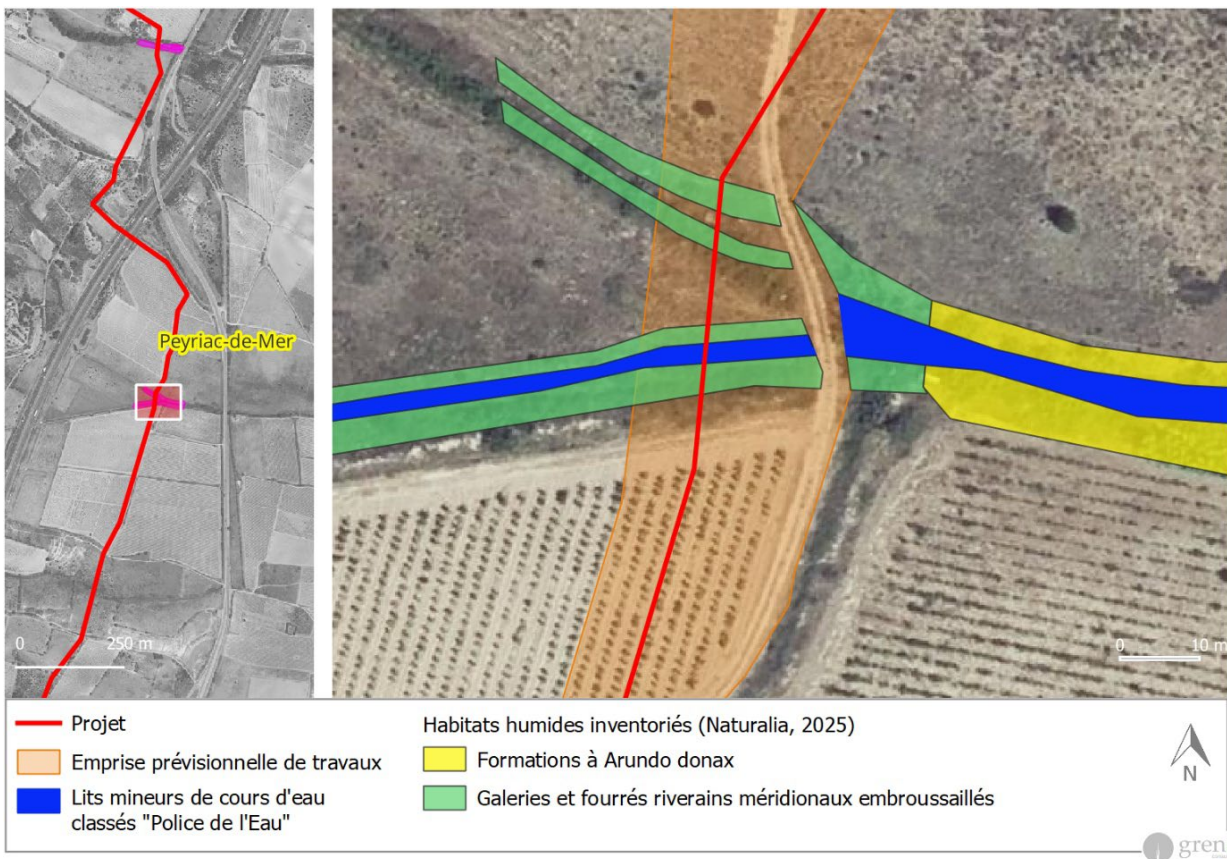 Peyriac-de-Mer
0 250 m
0 10 m
Projet
Emprise prévisionnelle de travaux
Lits mineurs de cours d'eau
classés "Police de l'Eau"
Habitats humides inventoriés (Naturalia, 2025)
Formations à Arundo donax
Galeries et fourrés riverains méridionaux embroussaillés
N
gren